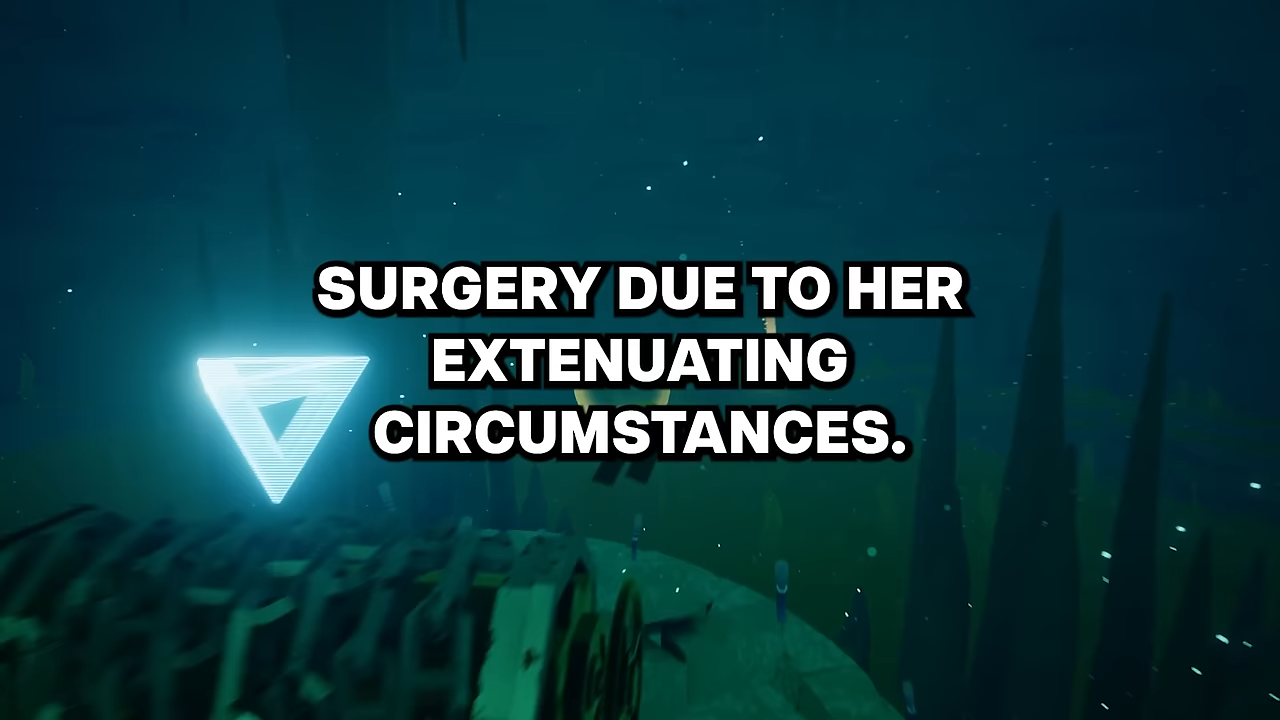 SURGERY DUE TO HER
EXTENUATING
CIRCUMSTANCES.